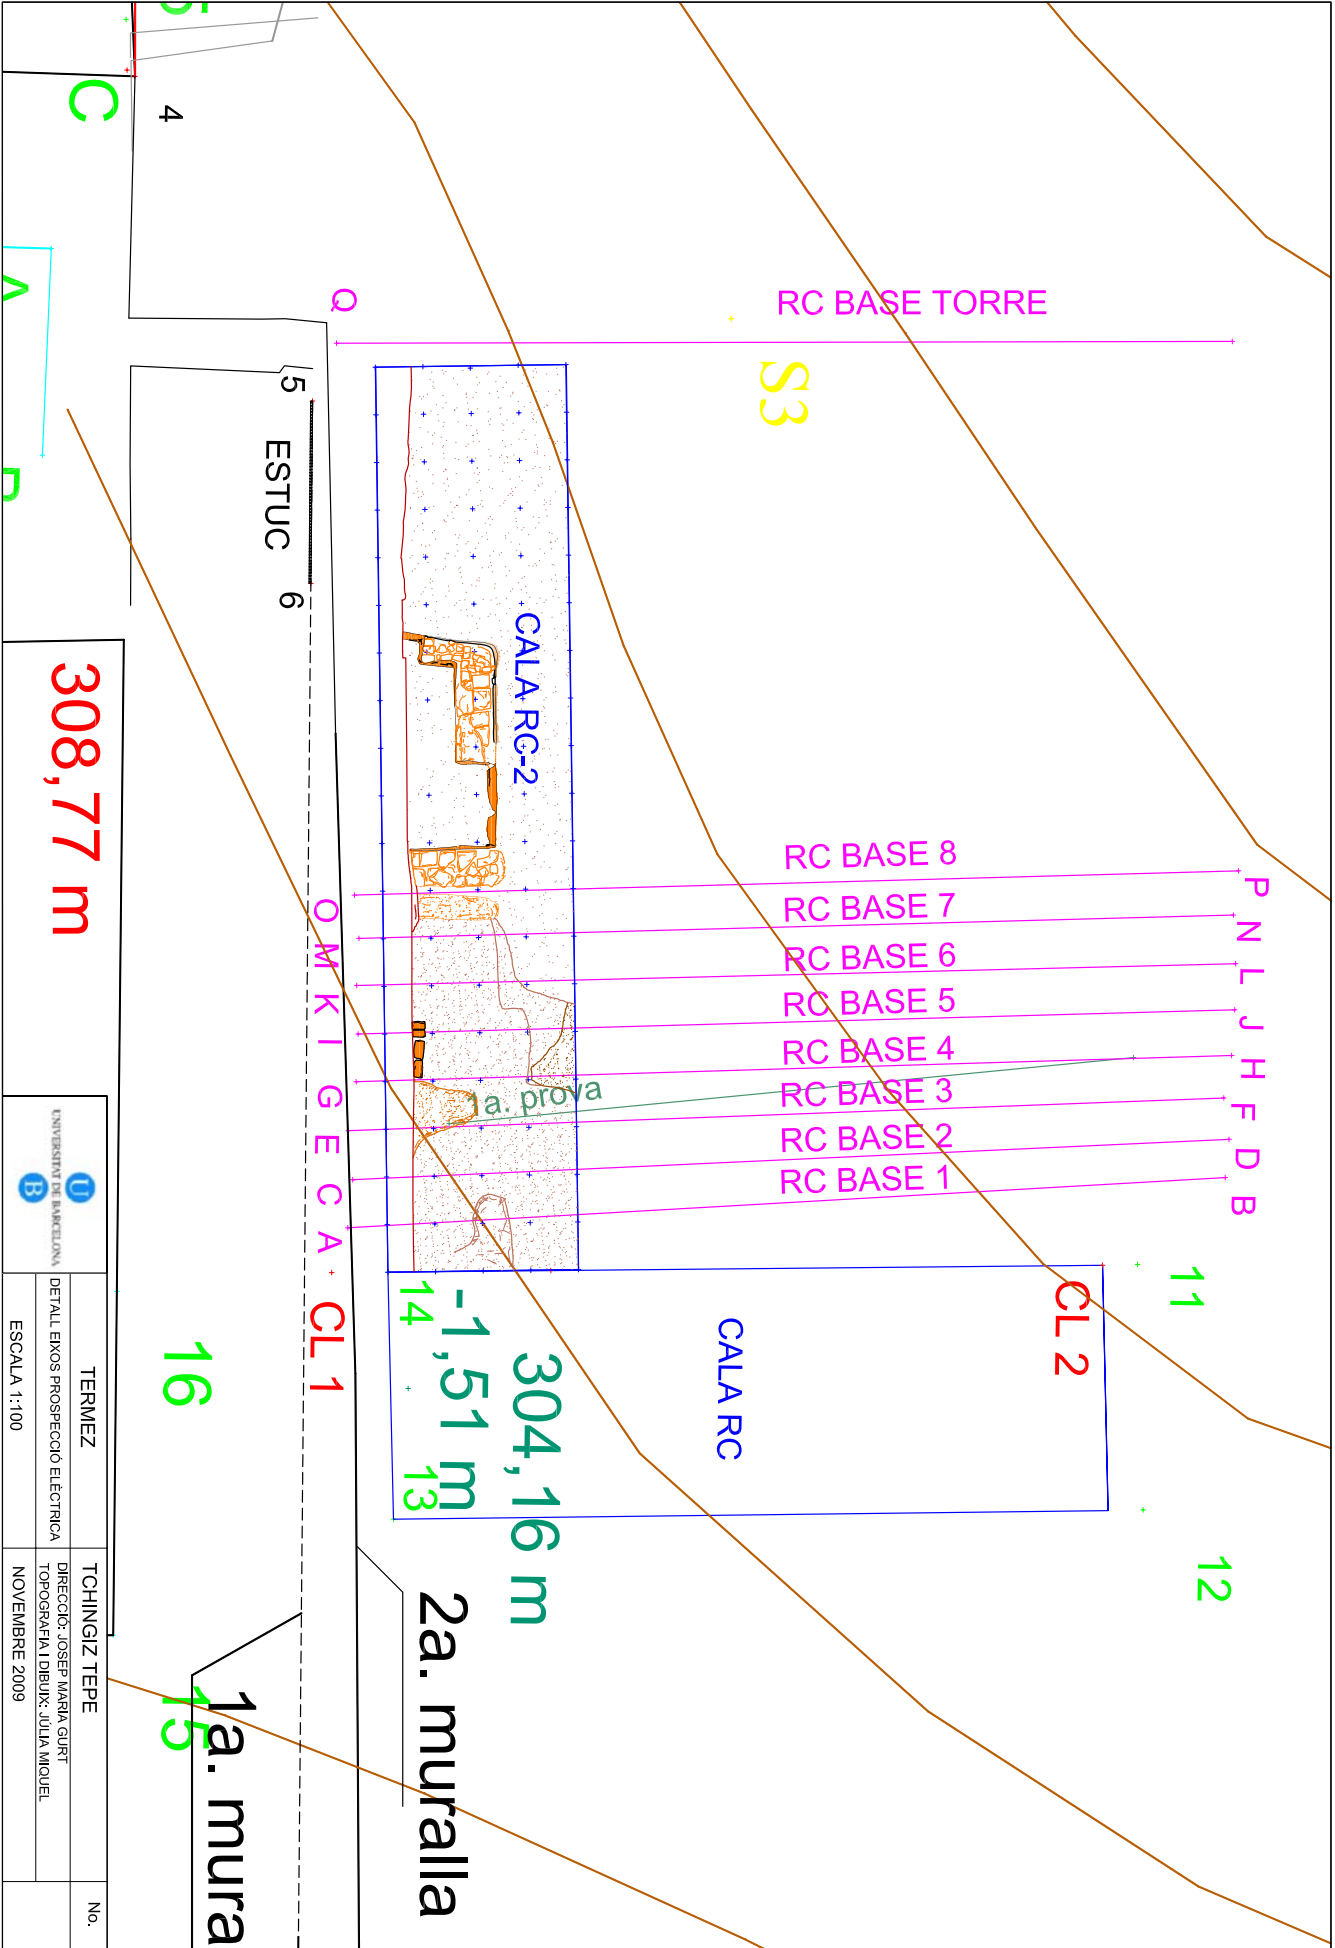 C
4
A
Q
RC BASE TORRE
S3
5
ESTUC
6
CALA RC-2
308,77 m
RC BASE 8
RC BASE 7
RC BASE 6
RC BASE 5
RC BASE 4
RC BASE 3
RC BASE 2
RC BASE 1
P
N
L
J
H
F
D
B
O
M
K
I
G
E
C
A
1a. prova
CL 1
CL 2
11
12
14
13
304,16 m
-1,51 m
CALA RC
16
15
2a. muralla
1a. mura
U
B
UNIVERSITAT DE BARCELONA
TERMEZ
TCHINGIZ TEPE
No.
DETALL EIXOS PROSPECCIÓ ELÈCTRICA
DIRECCIÓ: JOSEP MARIA GURT
TOPOGRAFIA I DIBUIX: JÚLIA MIQUEL
ESCALA 1:100
NOVEMBRE 2009